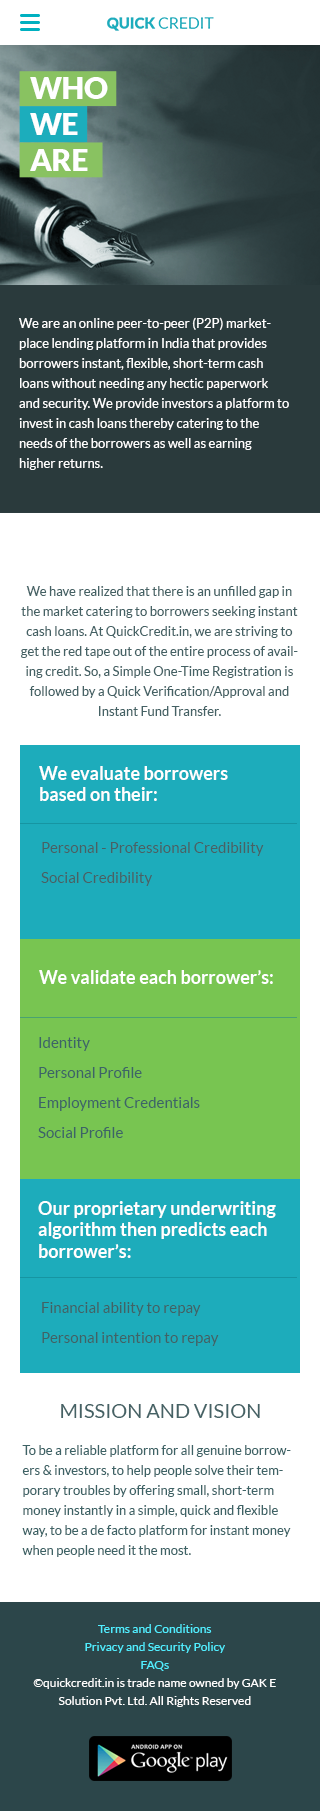 QUICK CREDIT
WHO
WE
ARE
We are an online peer-to-peer (P2P) market-
place lending platform in India that provides
borrowers instant, flexible, short-term cash
loans without needing any hectic paperwork
and security. We provide investors a platform to
invest in cash loans thereby catering to the
needs of the borrowers as well as earning
higher returns.
We have realized that there is an unfilled gap in
the market catering to borrowers seeking instant
cash loans. At QuickCredit.in, we are striving to
get the red tape out of the entire process of avail-
ing credit. So, a Simple One-Time Registration is
followed by a Quick Verification/Approval and
Instant Fund Transfer.
We evaluate borrowers
based on their:
Personal - Professional Credibility
Social Credibility
We validate each borrower's:
Identity
Personal Profile
Employment Credentials
Social Profile
Our proprietary underwriting
algorithm then predicts each
borrower's:
Financial ability to repay
Personal intention to repay
MISSION AND VISION
To be a reliable platform for all genuine borrow-
ers & investors, to help people solve their tem-
porary troubles by offering small, short-term
money instantly in a simple, quick and flexible
way, to be a de facto platform for instant money
when people need it the most.
Terms and Conditions
Privacy and Security Policy
FAQs
©quickcredit.in is trade name owned by GAK E
Solution Pvt. Ltd. All Rights Reserved
ANDROID APP ON
Google play